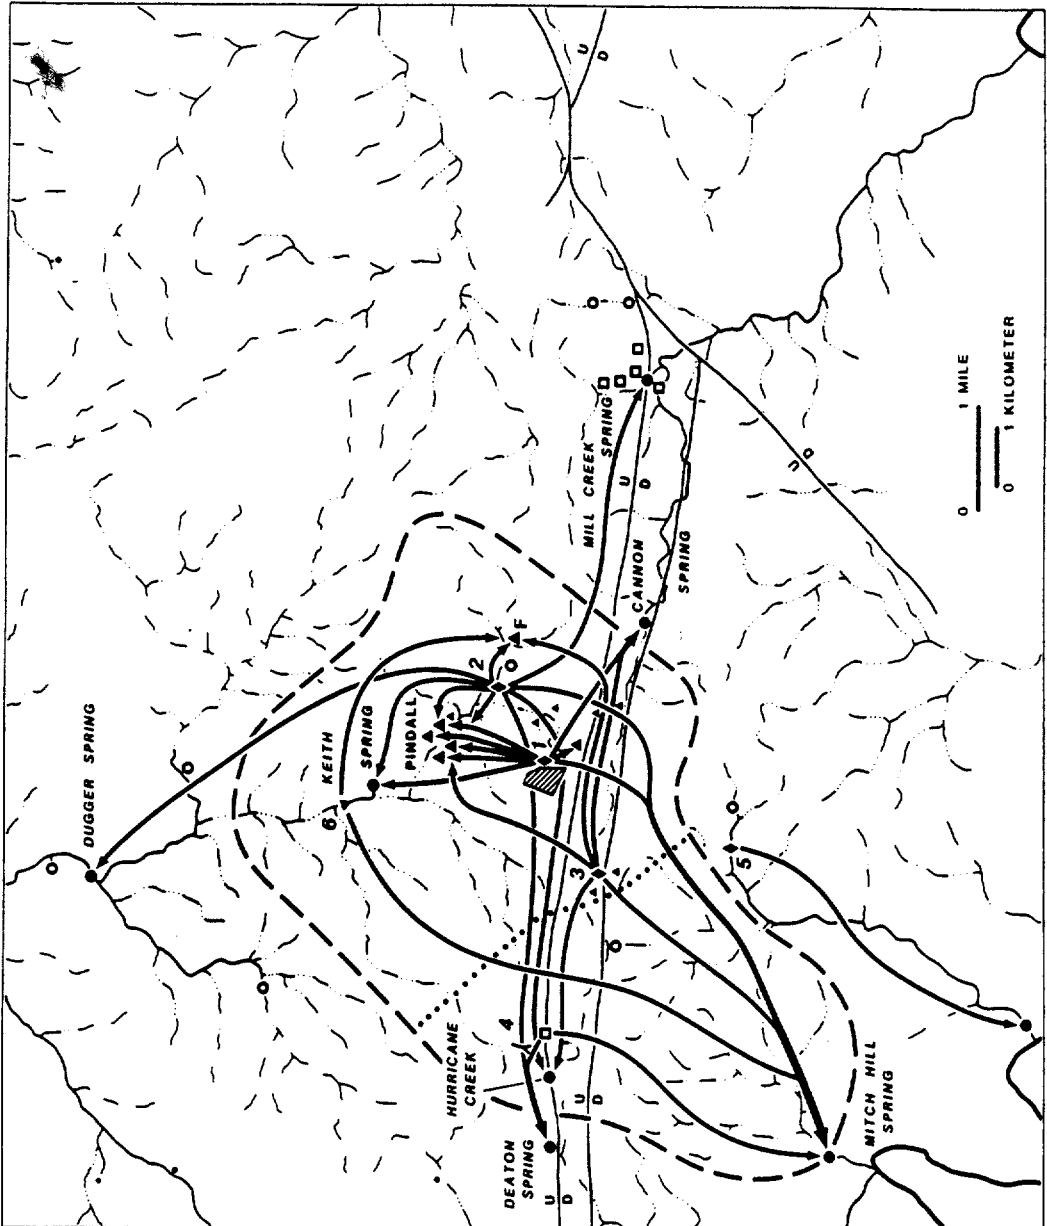 DUGGER SPRING
KEITH
SPRING
PINDALL
6
2
F
1
3
4
5
HURRICANE
CREEK
DEATON
SPRING
MITCH HILL
SPRING
MILL CREEK
SPRING
CANNON
SPRING
U
D
U
D
U
D
U
D
U
D
0 1 MILE
0 1 KILOMETER